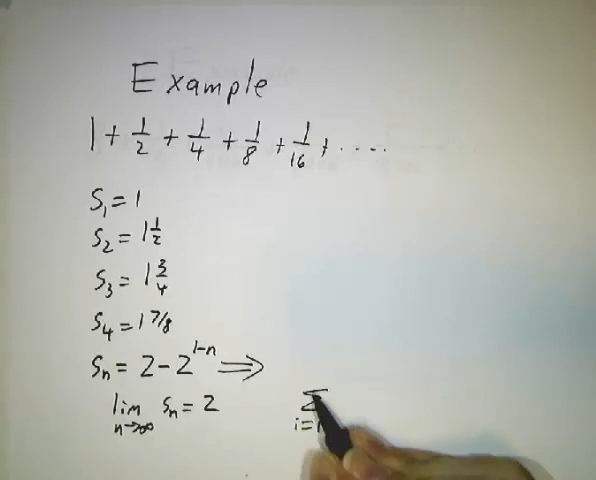 Example
1 + 1/2 + 1/4 + 1/8 + 1/16 + ....
S₁ = 1
S₂ = 1 1/2
S₃ = 1 3/4
S₄ = 1 7/8
Sₙ = 2 - 2^(1-n) ⟹
lim n→∞ Sₙ = 2 Σ i=